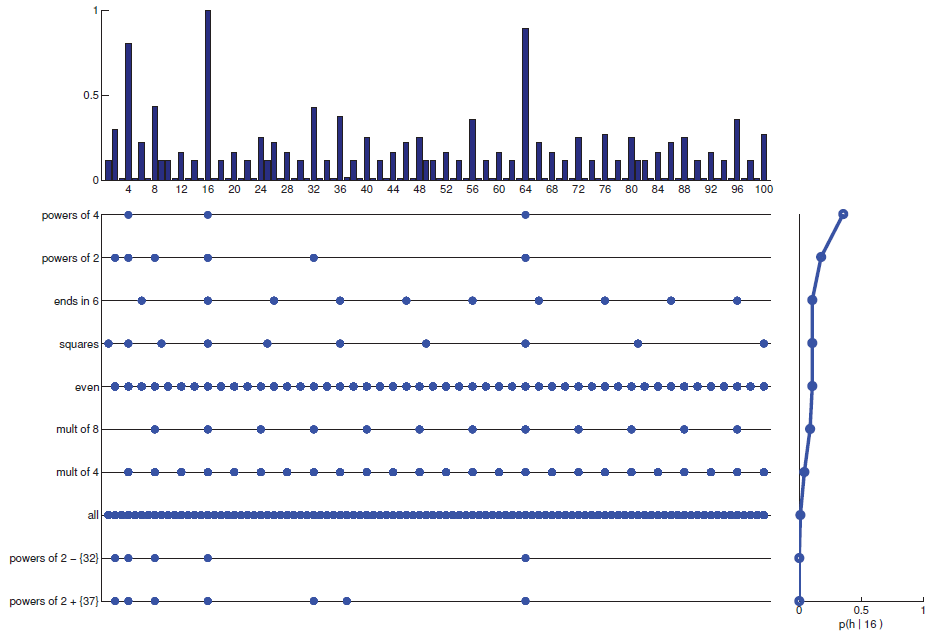 1
0.5
0
4 8 12 16 20 24 28 32 36 40 44 48 52 56 60 64 68 72 76 80 84 88 92 96 100
powers of 4
powers of 2
ends in 6
squares
even
mult of 8
mult of 4
all
powers of 2 − {32}
powers of 2 + {37}
0 0.5 1
p(h | 16 )